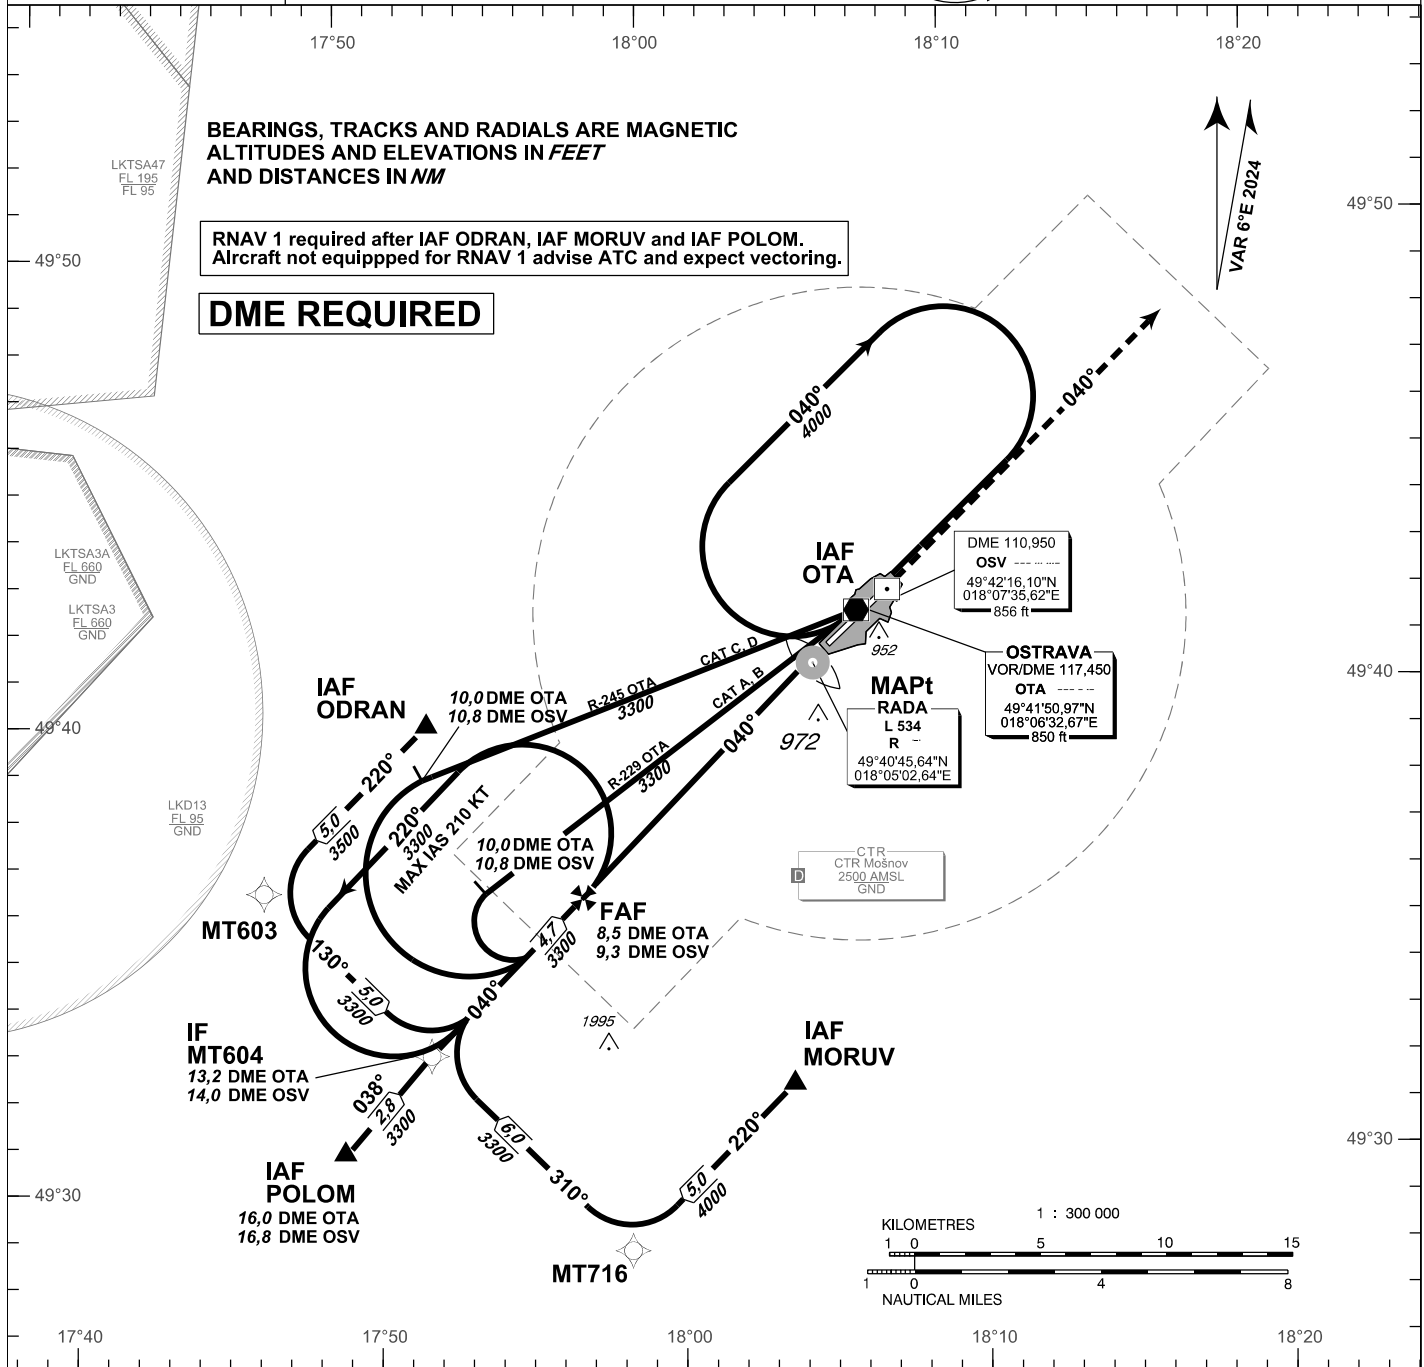 17°50
18°00
18°10
18°20
BEARINGS, TRACKS AND RADIALS ARE MAGNETIC
ALTITUDES AND ELEVATIONS IN FEET
AND DISTANCES IN NM
LKTSA47
FL 195
FL 95
VAR 6°E 2024
49°50
49°50
RNAV 1 required after IAF ODRAN, IAF MORUV and IAF POLOM.
Aircraft not equippped for RNAV 1 advise ATC and expect vectoring.
DME REQUIRED
040°
4000
040°
LKTSA3A
FL 660
GND
LKTSA3
FL 660
GND
IAF
OTA
DME 110,950
OSV --- ... ...-
49°42'16,10"N
018°07'35,62"E
856 ft
952
OSTRAVA
VOR/DME 117,450
OTA --- - .-
49°41'50,97"N
018°06'32,67"E
850 ft
49°40
49°40
CAT C, D
R-245 OTA
3300
CAT A, B
R-229 OTA
3300
040°
IAF
ODRAN
10,0 DME OTA
10,8 DME OSV
MAPt
RADA
L 534
R .-.
49°40'45,64"N
018°05'02,64"E
972
220°
5,0
3500
220°
3300
MAX IAS 210 KT
LKD13
FL 95
GND
10,0 DME OTA
10,8 DME OSV
CTR
CTR Mošnov
2500 AMSL
GND
D
MT603
FAF
8,5 DME OTA
9,3 DME OSV
4,7
3300
130°
5,0
3300
040°
1995
IF
MT604
13,2 DME OTA
14,0 DME OSV
IAF
MORUV
038°
2,8
3300
6,0
3300
220°
310°
5,0
4000
49°30
49°30
IAF
POLOM
16,0 DME OTA
16,8 DME OSV
MT716
1 : 300 000
KILOMETRES
1 0 5 10 15
1 0 4 8
NAUTICAL MILES
17°40
17°50
18°00
18°10
18°20